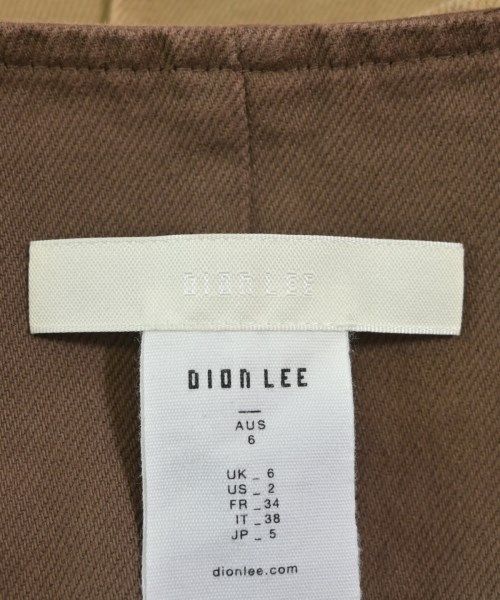 DION LEE
DION LEE
AUS
6
UK _ 6
US _ 2
FR _ 34
IT _ 38
JP _ 5
dionlee.com